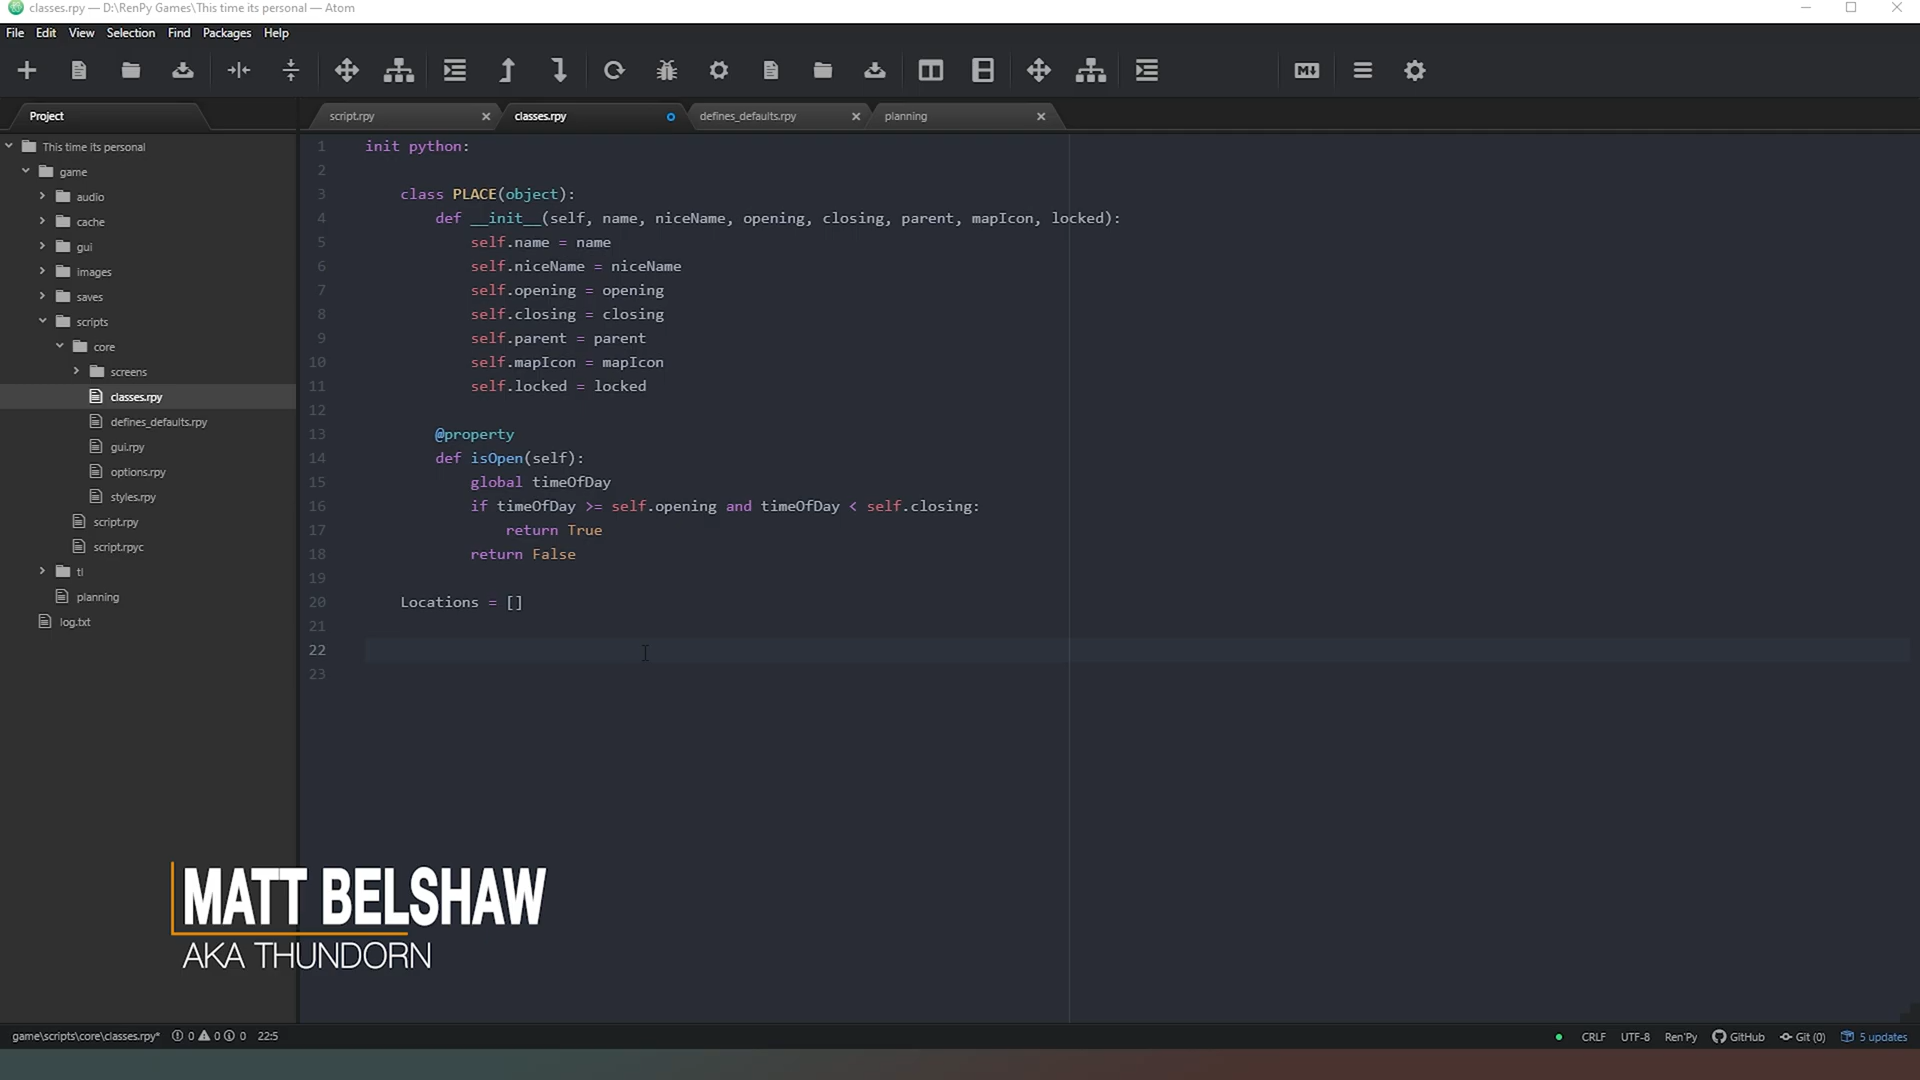 classes.rpy — D:\RenPy Games\This time its personal — Atom
File Edit View Selection Find Packages Help
M↓
Project
script.rpy
classes.rpy
defines_defaults.rpy
planning
This time its personal
game
audio
cache
gui
images
saves
scripts
core
screens
classes.rpy
defines_defaults.rpy
gui.rpy
options.rpy
styles.rpy
script.rpy
script.rpyc
tl
planning
log.txt
1 init python:
2
3 class PLACE(object):
4 def __init__(self, name, niceName, opening, closing, parent, mapIcon, locked):
5 self.name = name
6 self.niceName = niceName
7 self.opening = opening
8 self.closing = closing
9 self.parent = parent
10 self.mapIcon = mapIcon
11 self.locked = locked
12
13 @property
14 def isOpen(self):
15 global timeOfDay
16 if timeOfDay >= self.opening and timeOfDay < self.closing:
17 return True
18 return False
19
20 Locations = []
21
22
23
MATT BELSHAW
AKA THUNDORN
game\scripts\core\classes.rpy* 0 0 0 22:5 CRLF UTF-8 Ren'Py GitHub Git (0) 5 updates